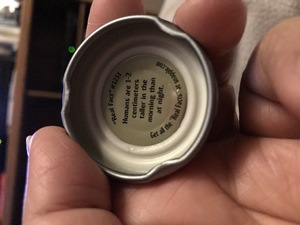 "Real Fact" #1251
Humans are 1-2
centimeters
taller in the
morning than
at night.
Get all the "Real Facts" at snapple.com